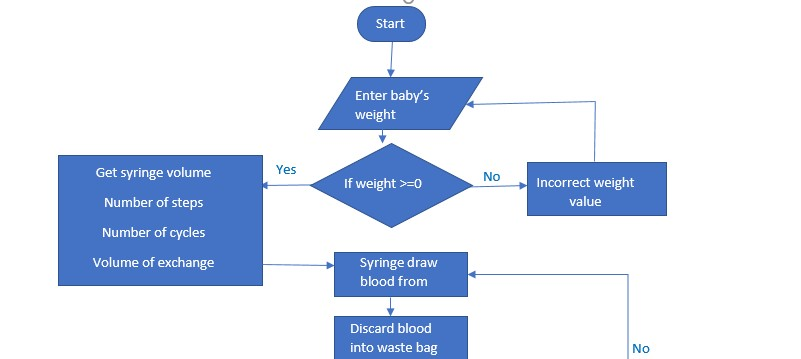 Start
Enter baby's
weight
If weight >=0
Yes
No
Incorrect weight
value
Get syringe volume
Number of steps
Number of cycles
Volume of exchange
Syringe draw
blood from
Discard blood
into waste bag
No